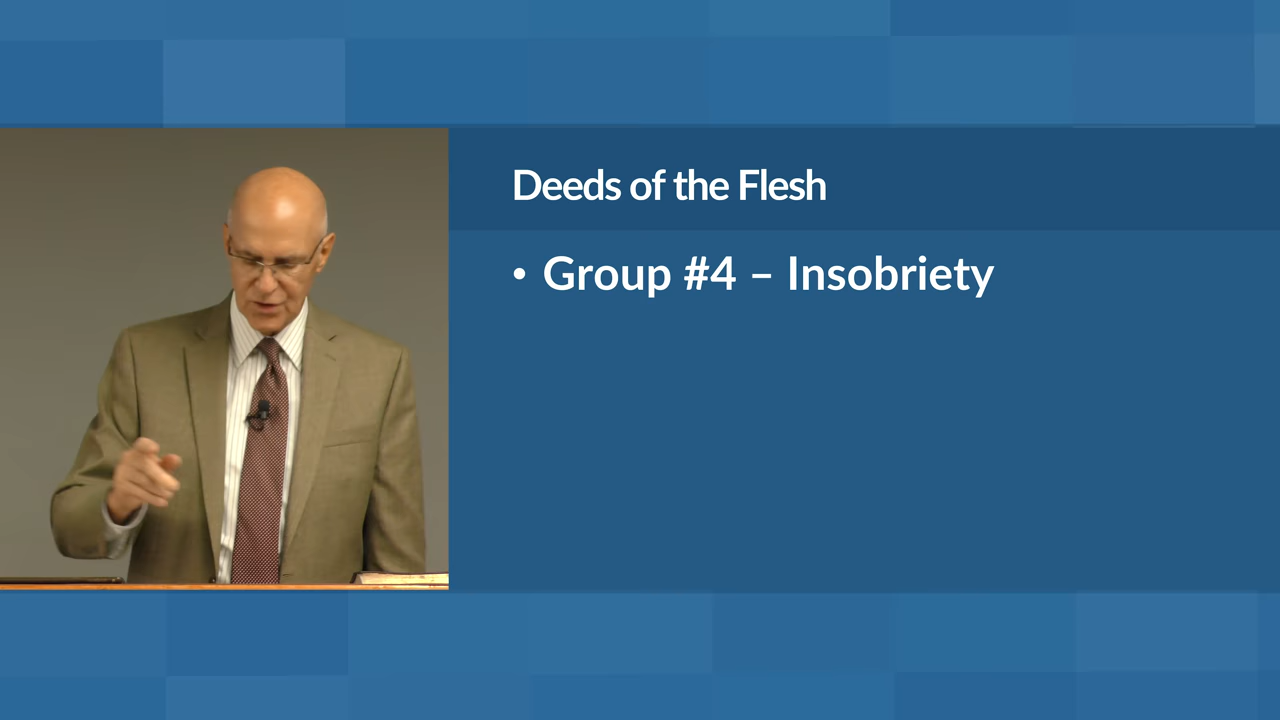 Deeds of the Flesh
• Group #4 – Insobriety